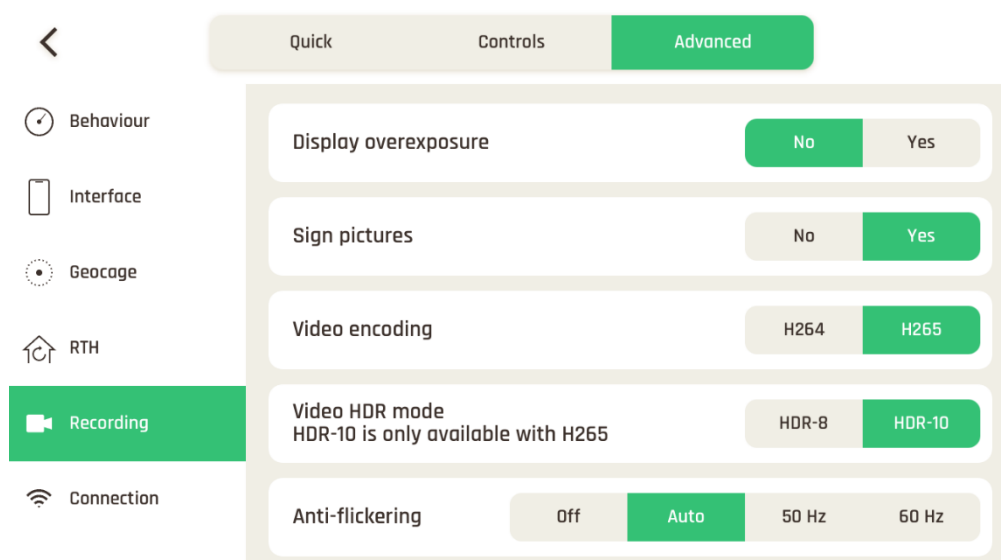 Quick Controls Advanced
Behaviour
Interface
Geocage
RTH
Recording
Connection
Display overexposure No Yes
Sign pictures No Yes
Video encoding H264 H265
Video HDR mode
HDR-10 is only available with H265
HDR-8 HDR-10
Anti-flickering Off Auto 50 Hz 60 Hz